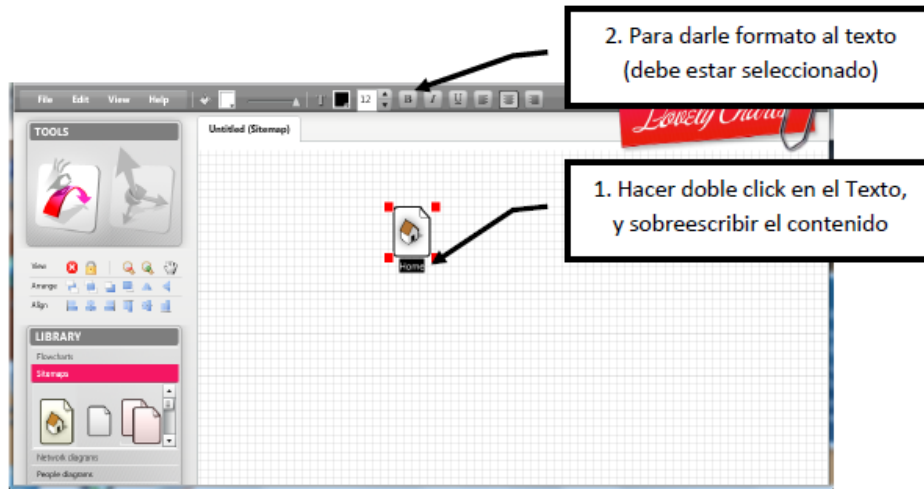 2. Para darle formato al texto
(debe estar seleccionado)
File Edit View Help
12
B I U
TOOLS
Untitled (Sitemap)
Lovely Charts
1. Hacer doble click en el Texto,
y sobreescribir el contenido
Home
View
Arrange
Align
LIBRARY
Flowcharts
Sitemaps
Network diagrams
People diagrams